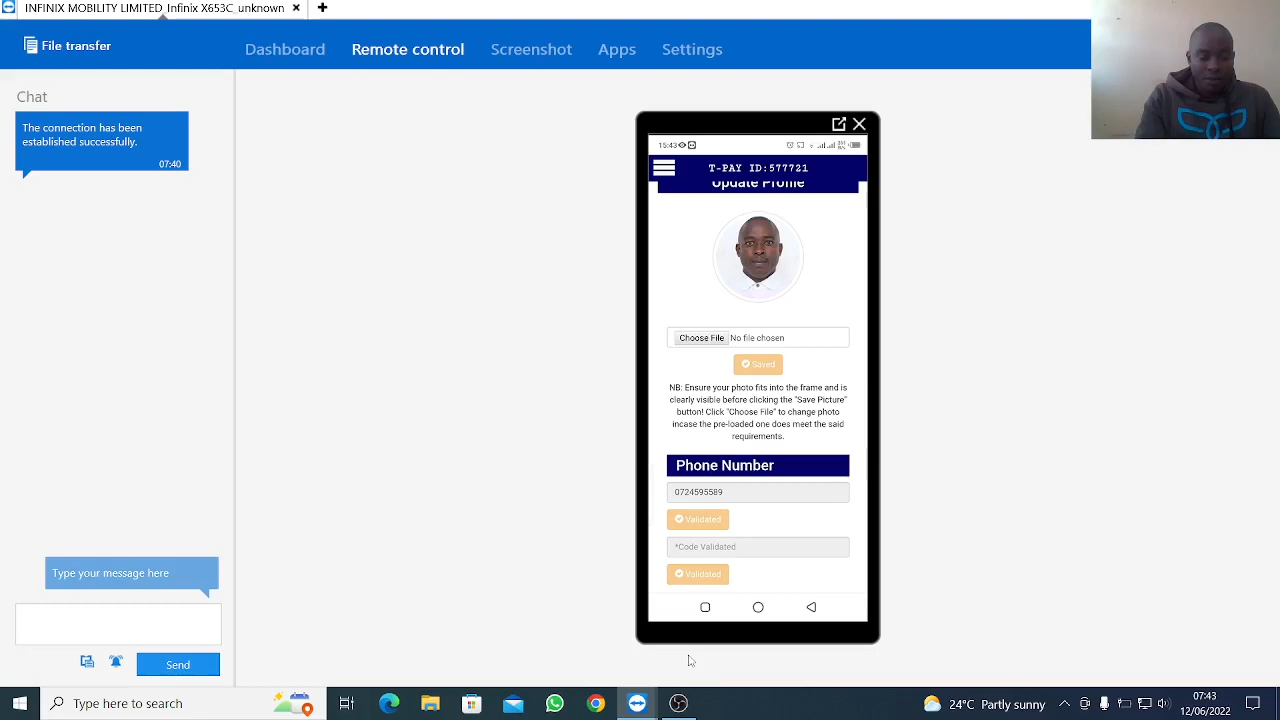 INFINIX MOBILITY LIMITED_Infinix X653C_unknown
File transfer
Dashboard
Remote control
Screenshot
Apps
Settings
Chat
The connection has been
established successfully.
07:40
15:43
T-PAY ID:577721
Update Profile
Choose File No file chosen
Saved
NB: Ensure your photo fits into the frame and is
clearly visible before clicking the "Save Picture"
button! Click "Choose File" to change photo
incase the pre-loaded one does meet the said
requirements.
Phone Number
0724595589
Validated
*Code Validated
Validated
Type your message here
Send
Type here to search
24°C Partly sunny
07:43
12/06/2022